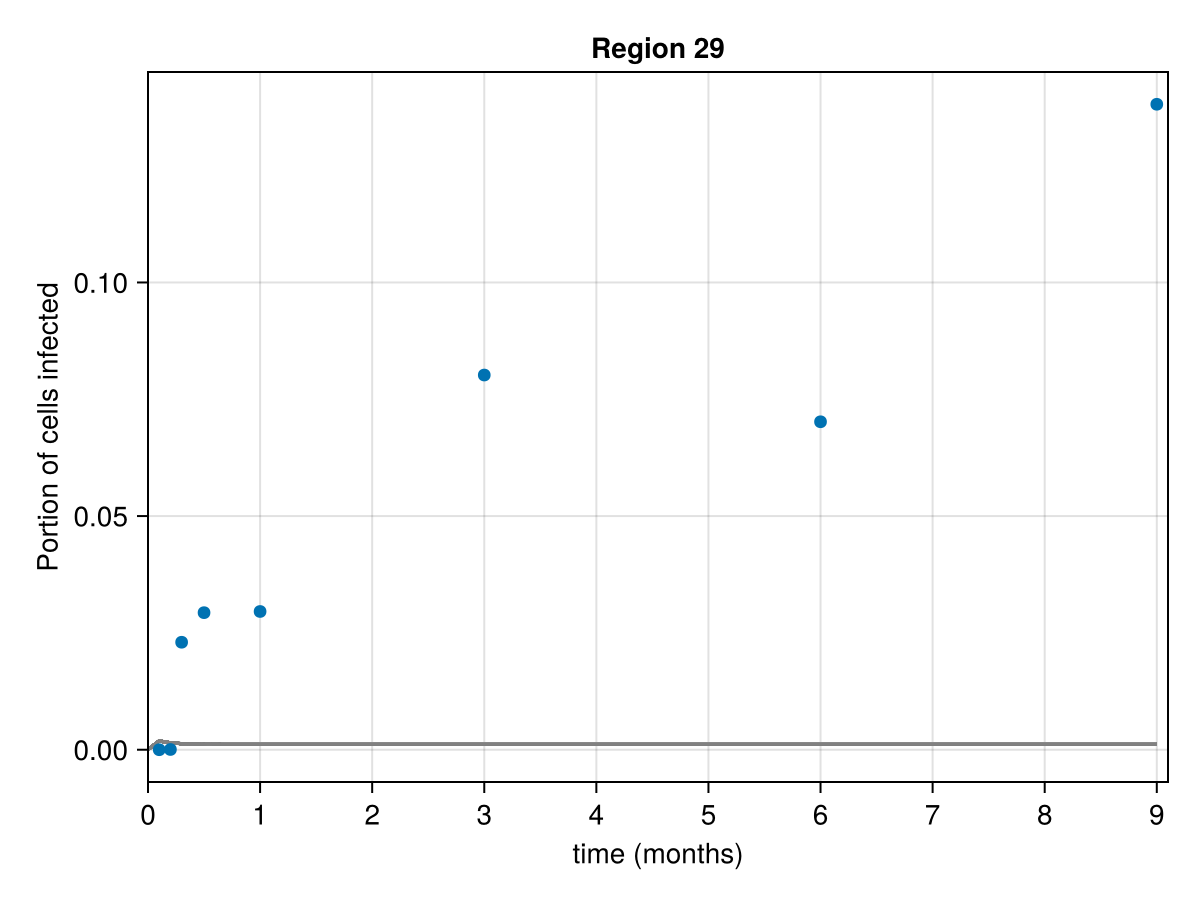 Region 29
Portion of cells infected
0.10
0.05
0.00
0 1 2 3 4 5 6 7 8 9
time (months)